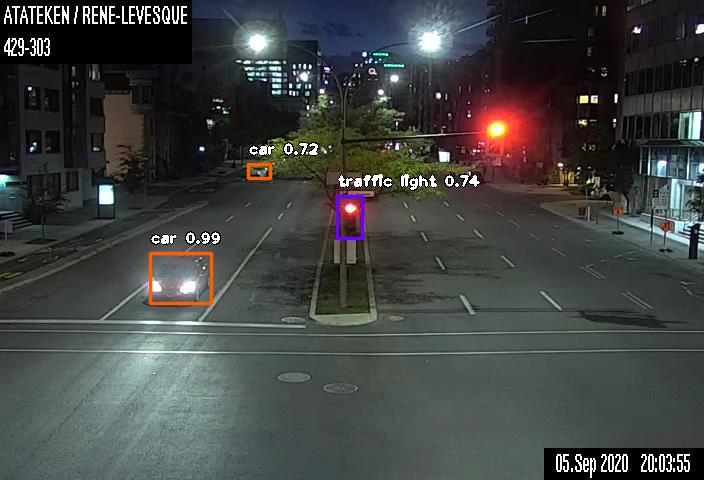 ATATEKEN / RENE-LEVESQUE
429-303
car 0.72
traffic light 0.74
car 0.99
05.Sep 2020 20:03:55